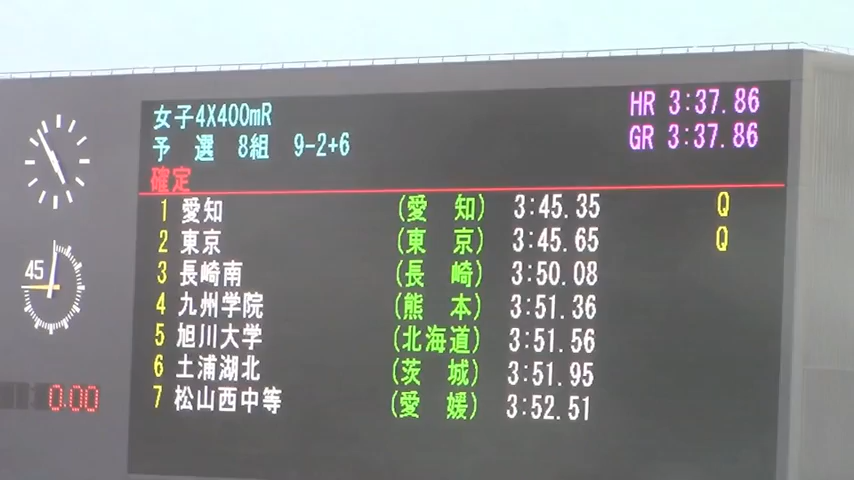 女子4X400mR HR 3:37.86
予 選 8組 9-2+6 GR 3:37.86
確定
1 愛知 (愛 知) 3:45.35 Q
2 東京 (東 京) 3:45.65 Q
3 長崎南 (長 崎) 3:50.08
4 九州学院 (熊 本) 3:51.36
5 旭川大学 (北海道) 3:51.56
6 土浦湖北 (茨 城) 3:51.95
7 松山西中等 (愛 媛) 3:52.51
45
0.00